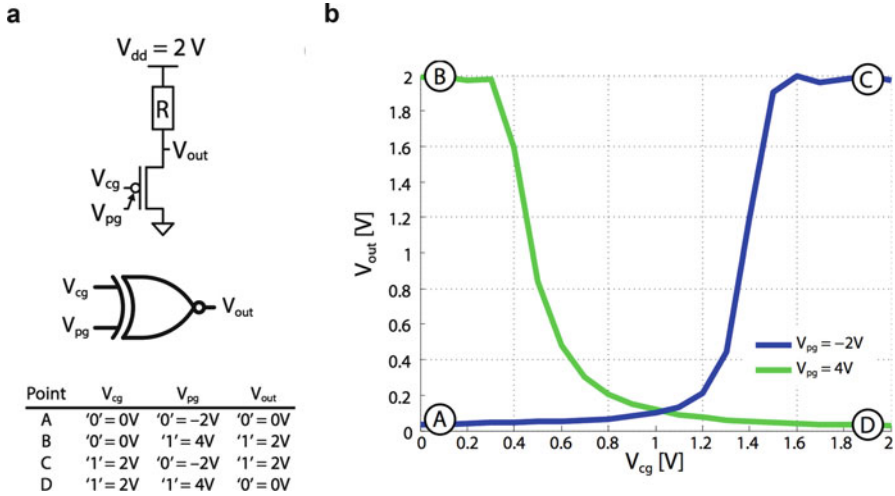 a
V_dd = 2 V
R
V_out
V_cg
V_pg
V_cg
V_pg
V_out
Point V_cg V_pg V_out
A '0' = 0V '0' = −2V '0' = 0V
B '0' = 0V '1' = 4V '1' = 2V
C '1' = 2V '0' = −2V '1' = 2V
D '1' = 2V '1' = 4V '0' = 0V
b
V_out [V]
2
1.8
1.6
1.4
1.2
1
0.8
0.6
0.4
0.2
0
B
C
A
D
V_pg = −2V
V_pg = 4V
0 0.2 0.4 0.6 0.8 1 1.2 1.4 1.6 1.8 2
V_cg [V]